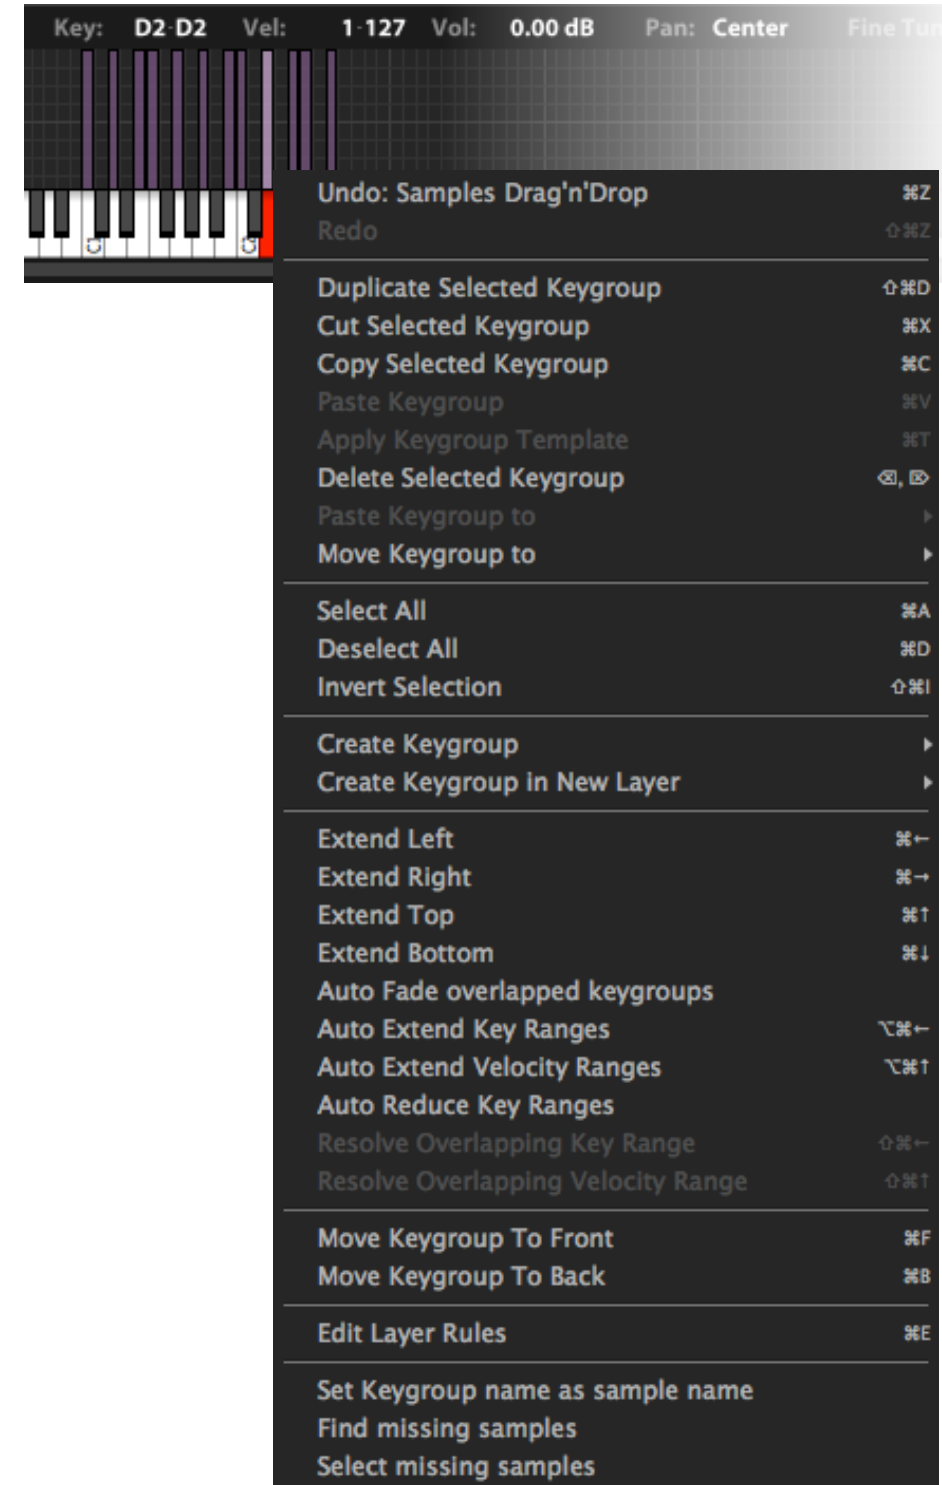 Key: D2-D2 Vel: 1-127 Vol: 0.00 dB Pan: Center Fine Tun
C1 C2
Undo: Samples Drag'n'Drop ⌘Z
Redo ⇧⌘Z
Duplicate Selected Keygroup ⇧⌘D
Cut Selected Keygroup ⌘X
Copy Selected Keygroup ⌘C
Paste Keygroup ⌘V
Apply Keygroup Template ⌘T
Delete Selected Keygroup ⌫, ⌦
Paste Keygroup to
Move Keygroup to
Select All ⌘A
Deselect All ⌘D
Invert Selection ⇧⌘I
Create Keygroup
Create Keygroup in New Layer
Extend Left ⌘←
Extend Right ⌘→
Extend Top ⌘↑
Extend Bottom ⌘↓
Auto Fade overlapped keygroups
Auto Extend Key Ranges ⌥⌘←
Auto Extend Velocity Ranges ⌥⌘↑
Auto Reduce Key Ranges
Resolve Overlapping Key Range ⇧⌘←
Resolve Overlapping Velocity Range ⇧⌘↑
Move Keygroup To Front ⌘F
Move Keygroup To Back ⌘B
Edit Layer Rules ⌘E
Set Keygroup name as sample name
Find missing samples
Select missing samples